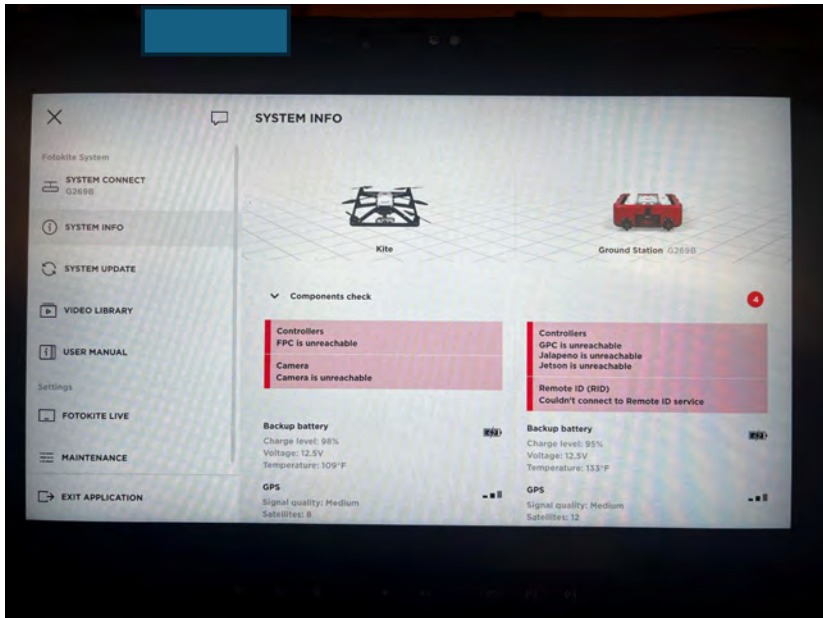 SYSTEM INFO
Fotokite System
SYSTEM CONNECT
G269B
SYSTEM INFO
SYSTEM UPDATE
VIDEO LIBRARY
USER MANUAL
Settings
FOTOKITE LIVE
MAINTENANCE
EXIT APPLICATION
Kite
Ground Station G269B
Components check
4
Controllers
FPC is unreachable
Camera
Camera is unreachable
Controllers
GPC is unreachable
Jalapeno is unreachable
Jetson is unreachable
Remote ID (RID)
Couldn't connect to Remote ID service
Backup battery
Charge level: 98%
Voltage: 12.5V
Temperature: 109°F
GPS
Signal quality: Medium
Satellites: 8
Backup battery
Charge level: 95%
Voltage: 12.5V
Temperature: 133°F
GPS
Signal quality: Medium
Satellites: 12